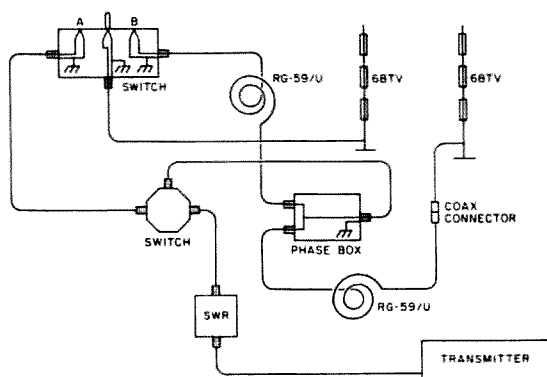 A
B
SWITCH
RG-59/U
6BTV
6BTV
SWITCH
PHASE BOX
COAX
CONNECTOR
SWR
RG-59/U
TRANSMITTER